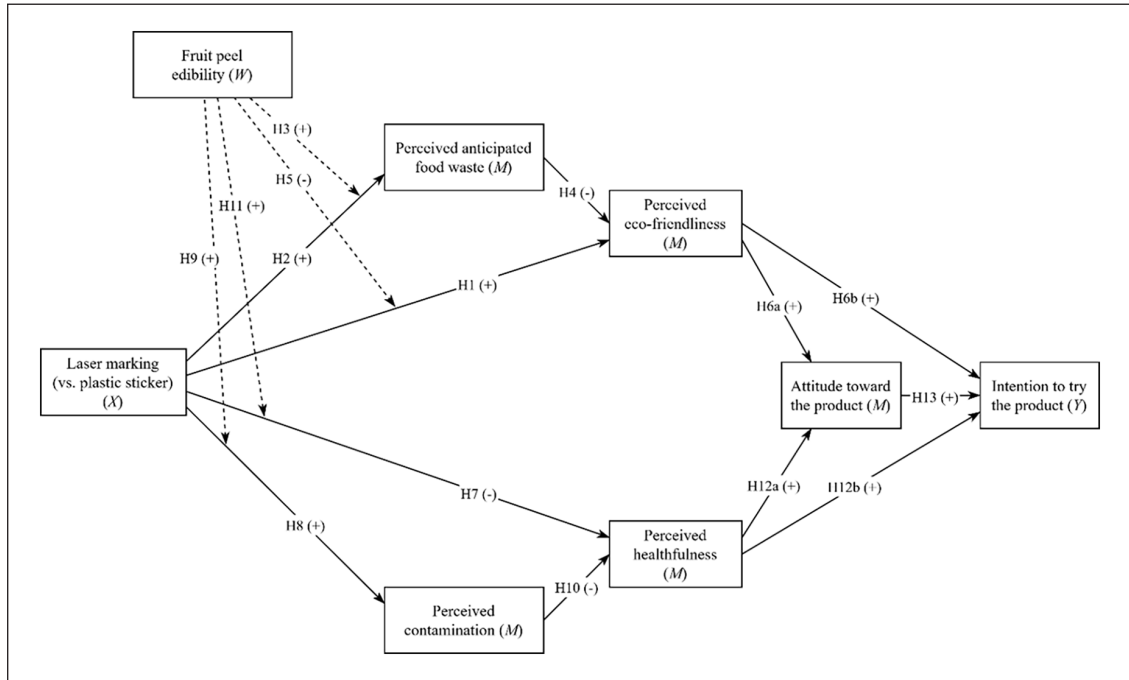 Fruit peel
edibility (W)
H3 (+)
Perceived anticipated
food waste (M)
H5 (-)
H4 (-)
H11 (+)
Perceived
eco-friendliness
(M)
H9 (+)
H2 (+)
H1 (+)
H6a (+)
H6b (+)
Laser marking
(vs. plastic sticker)
(X)
Attitude toward
the product (M)
H13 (+)
Intention to try
the product (Y)
H7 (-)
H12a (+)
H12b (+)
H8 (+)
Perceived
healthfulness
(M)
H10 (-)
Perceived
contamination (M)